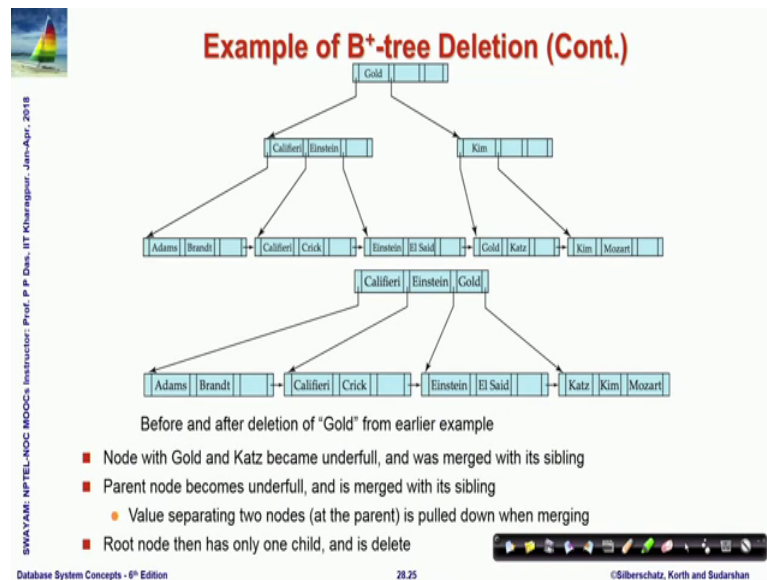 Example of B+-tree Deletion (Cont.)
Gold
Califieri Einstein
Kim
Adams Brandt
Califieri Crick
Einstein El Said
Gold Katz
Kim Mozart
Califieri Einstein Gold
Adams Brandt
Califieri Crick
Einstein El Said
Katz Kim Mozart
Before and after deletion of "Gold" from earlier example
Node with Gold and Katz became underfull, and was merged with its sibling
Parent node becomes underfull, and is merged with its sibling
Value separating two nodes (at the parent) is pulled down when merging
Root node then has only one child, and is delete
SWAYAM: NPTEL-NOC MOOCs Instructor: Prof. P P Das, IIT Kharagpur. Jan-Apr, 2018
Database System Concepts - 6th Edition
28.25
©Silberschatz, Korth and Sudarshan